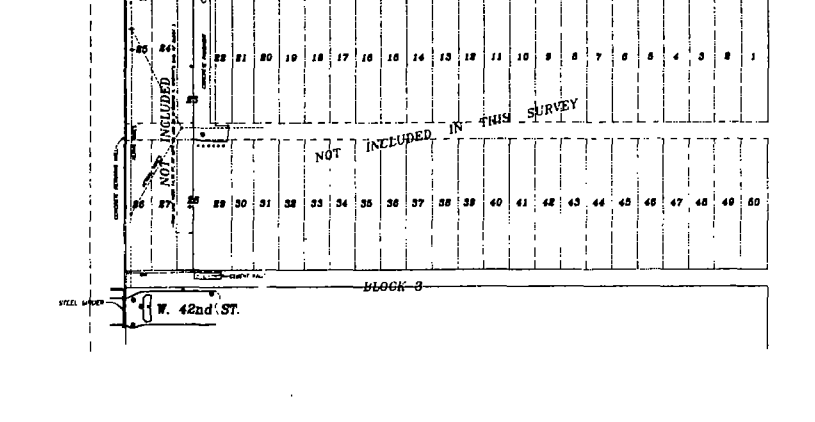 25 24 22 21 20 19 18 17 16 15 14 13 12 11 10 9 8 7 6 5 4 3 2 1
23
NOT INCLUDED
NOT INCLUDED IN THIS SURVEY
26 27 28 29 30 31 32 33 34 35 36 37 38 39 40 41 42 43 44 45 46 47 48 49 50
BLOCK 3
STEEL GIRDER
W. 42nd ST.